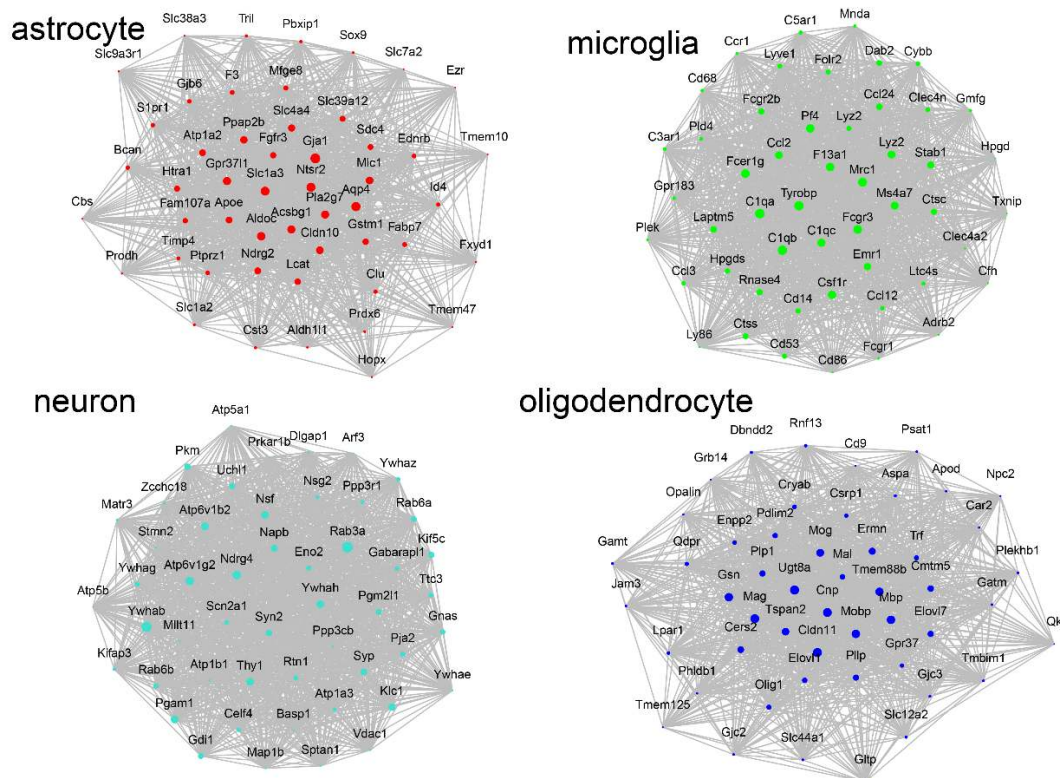 astrocyte
Slc38a3
Tril
Pbxip1
Sox9
Slc7a2
Slc9a3r1
Gjb6
F3
Mfge8
Ezr
S1pr1
Ppap2b
Slc4a4
Slc39a12
Atp1a2
Fgfr3
Gja1
Sdc4
Ednrb
Tmem10
Bcan
Gpr37l1
Slc1a3
Ntsr2
Mlc1
Htra1
Id4
Cbs
Fam107a
Apoe
Aldoc
Acsbg1
Pla2g7
Aqp4
Gstm1
Fabp7
Timp4
Ptprz1
Ndrg2
Cldn10
Fxyd1
Prodh
Lcat
Clu
Slc1a2
Cst3
Aldh1l1
Prdx6
Tmem47
Hopx
microglia
C5ar1
Mnda
Ccr1
Lyve1
Folr2
Dab2
Cybb
Cd68
Fcgr2b
Ccl24
Clec4n
Gmfg
Pld4
Pf4
Lyz2
C3ar1
Ccl2
F13a1
Lyz2
Stab1
Hpgd
Fcer1g
Mrc1
Gpr183
Tyrobp
Ms4a7
Ctsc
Txnip
C1qa
Plek
Laptm5
C1qc
Fcgr3
Clec4a2
C1qb
Emr1
Ccl3
Hpgds
Rnase4
Csf1r
Ltc4s
Cfh
Cd14
Ccl12
Ly86
Ctss
Cd53
Cd86
Fcgr1
Adrb2
neuron
Atp5a1
Prkar1b
Dlgap1
Arf3
Pkm
Uchl1
Nsg2
Ywhaz
Zcchc18
Nsf
Ppp3r1
Rab6a
Matr3
Atp6v1b2
Stmn2
Napb
Rab3a
Kif5c
Gabarapl1
Ywhag
Atp6v1g2
Ndrg4
Eno2
Ttc3
Atp5b
Ywhah
Pgm2l1
Gnas
Ywhab
Scn2a1
Syn2
Mllt11
Ppp3cb
Pja2
Kifap3
Rab6b
Atp1b1
Thy1
Rtn1
Syp
Ywhae
Pgam1
Atp1a3
Klc1
Celf4
Basp1
Gdi1
Map1b
Sptan1
Vdac1
oligodendrocyte
Dbndd2
Rnf13
Cd9
Psat1
Grb14
Cryab
Aspa
Apod
Npc2
Opalin
Enpp2
Pdlim2
Csrp1
Car2
Gamt
Qdpr
Mog
Ermn
Trf
Plekhb1
Plp1
Mal
Jam3
Gsn
Ugt8a
Tmem88b
Cmtm5
Gatm
Mag
Cnp
Mbp
Tspan2
Mobp
Elovl7
Qk
Lpar1
Cers2
Cldn11
Gpr37
Phldb1
Elovl1
Pllp
Gjc3
Tmbim1
Olig1
Tmem125
Slc12a2
Gjc2
Slc44a1
Gltp